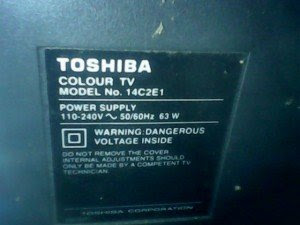 TOSHIBA
COLOUR TV
MODEL No. 14C2E1
POWER SUPPLY
110-240V ~ 50/60Hz 63 W
WARNING: DANGEROUS
VOLTAGE INSIDE
DO NOT REMOVE THE COVER
INTERNAL ADJUSTMENTS SHOULD
ONLY BE MADE BY A COMPETENT TV
TECHNICIAN.
TOSHIBA CORPORATION